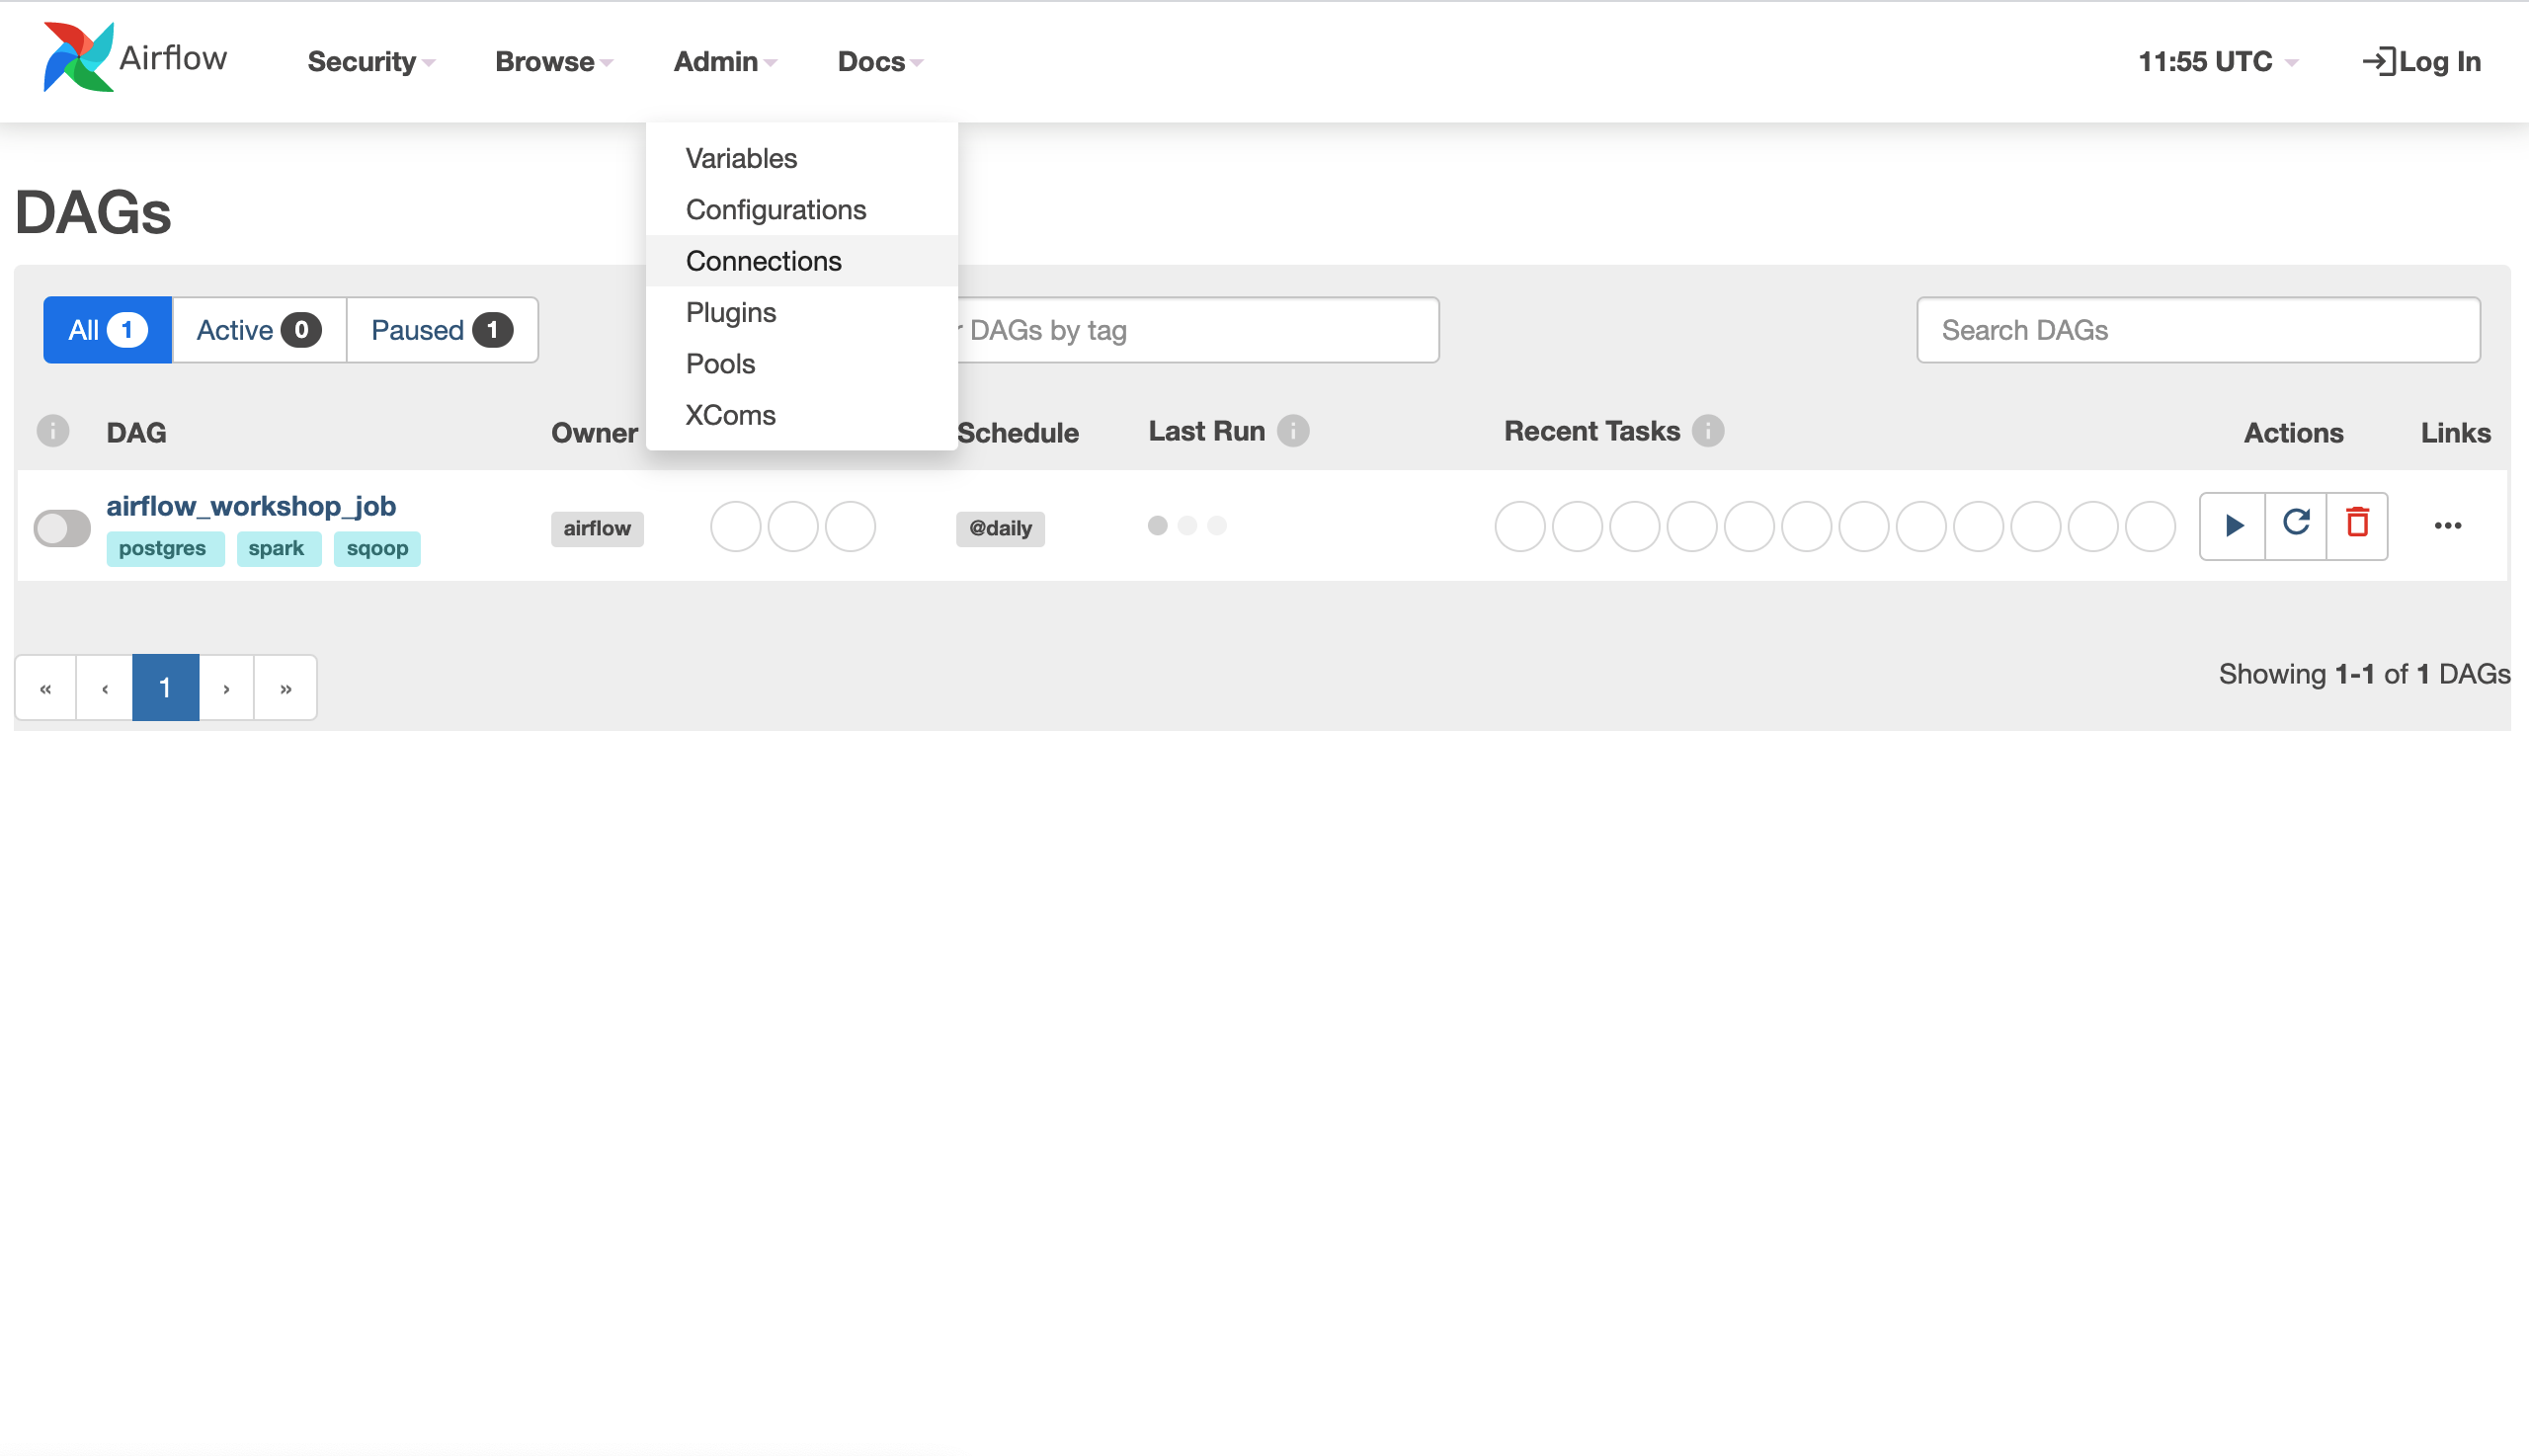 Airflow Security Browse Admin Docs 11:55 UTC Log In
Variables
Configurations
Connections
Plugins
Pools
XComs
DAGs
All 1 Active 0 Paused 1 DAGs by tag Search DAGs
i DAG Owner Schedule Last Run i Recent Tasks i Actions Links
airflow_workshop_job
postgres spark sqoop
airflow @daily
« ‹ 1 › »
Showing 1-1 of 1 DAGs